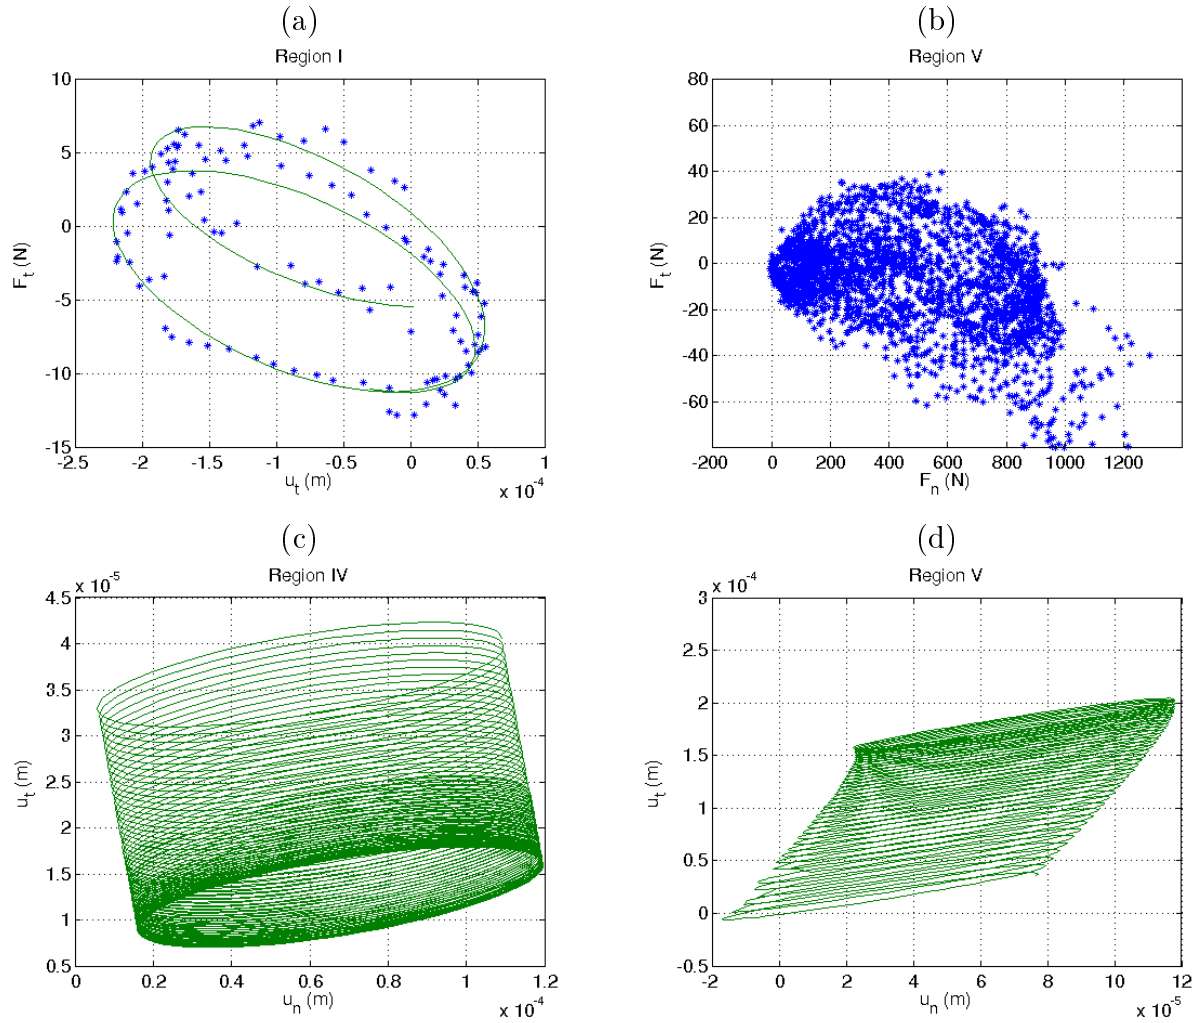 (a)
Region I
10
5
0
-5
-10
-15
F_t (N)
-2.5 -2 -1.5 -1 -0.5 0 0.5 1
u_t (m)
x 10^-4
(b)
Region V
80
60
40
20
0
-20
-40
-60
F_t (N)
-200 0 200 400 600 800 1000 1200
F_n (N)
(c)
Region IV
x 10^-5
4.5
4
3.5
3
2.5
2
1.5
1
0.5
u_t (m)
0 0.2 0.4 0.6 0.8 1 1.2
u_n (m)
x 10^-4
(d)
Region V
x 10^-4
3
2.5
2
1.5
1
0.5
0
-0.5
u_t (m)
-2 0 2 4 6 8 10 12
u_n (m)
x 10^-5